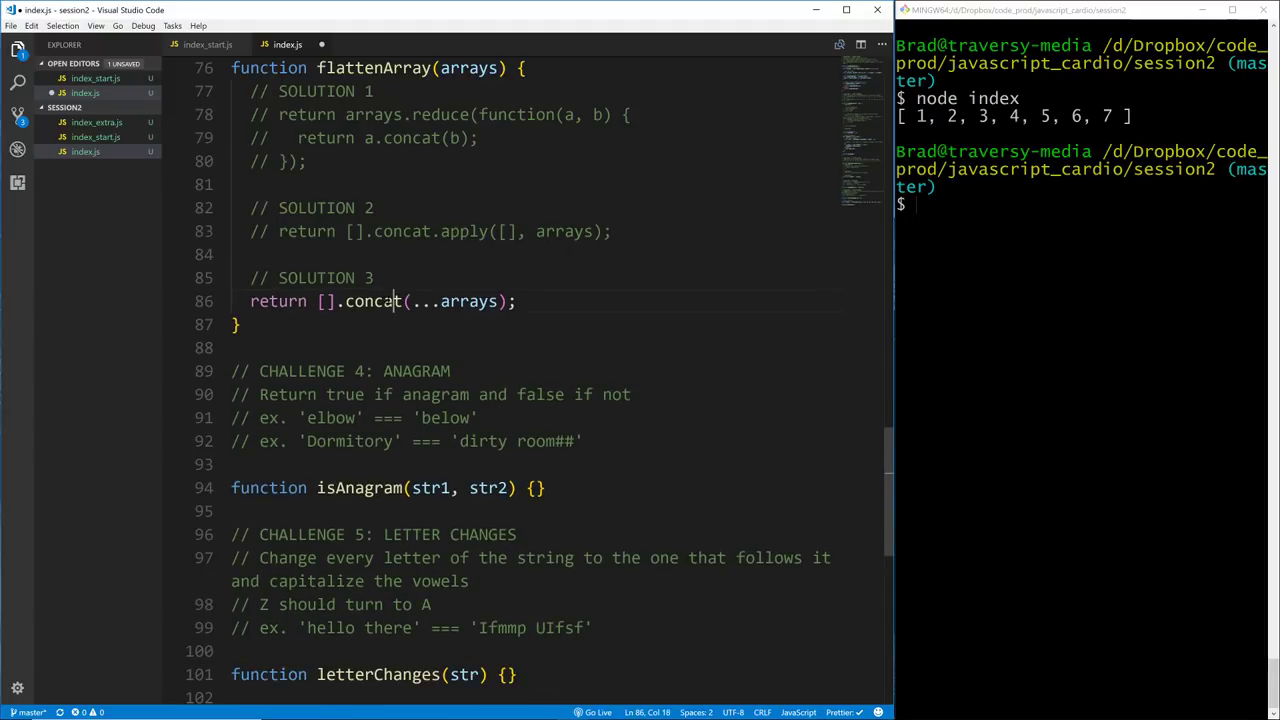 index.js - session2 - Visual Studio Code
File Edit Selection View Go Debug Tasks Help
EXPLORER
OPEN EDITORS 1 UNSAVED
index_start.js U
index.js U
SESSION2
index_extra.js U
index_start.js U
index.js U
1
3
JS index_start.js
JS index.js
76 function flattenArray(arrays) {
77 // SOLUTION 1
78 // return arrays.reduce(function(a, b) {
79 // return a.concat(b);
80 // });
81
82 // SOLUTION 2
83 // return [].concat.apply([], arrays);
84
85 // SOLUTION 3
86 return [].concat(...arrays);
87 }
88
89 // CHALLENGE 4: ANAGRAM
90 // Return true if anagram and false if not
91 // ex. 'elbow' === 'below'
92 // ex. 'Dormitory' === 'dirty room##'
93
94 function isAnagram(str1, str2) {}
95
96 // CHALLENGE 5: LETTER CHANGES
97 // Change every letter of the string to the one that follows it
and capitalize the vowels
98 // Z should turn to A
99 // ex. 'hello there' === 'Ifmmp UIfsf'
100
101 function letterChanges(str) {}
102
master* 0 0 Go Live Ln 86, Col 18 Spaces: 2 UTF-8 CRLF JavaScript Prettier: ✓
MINGW64:/d/Dropbox/code_prod/javascript_cardio/session2
Brad@traversy-media /d/Dropbox/code_
prod/javascript_cardio/session2 (mas
ter)
$ node index
[ 1, 2, 3, 4, 5, 6, 7 ]
Brad@traversy-media /d/Dropbox/code_
prod/javascript_cardio/session2 (mas
ter)
$